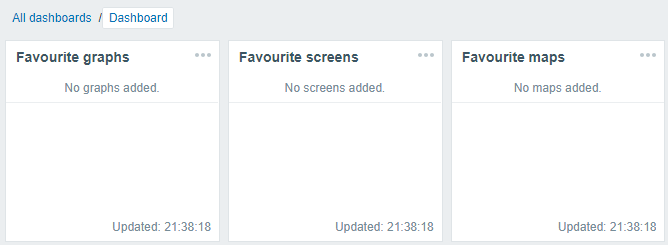 All dashboards / Dashboard
Favourite graphs
No graphs added.
Updated: 21:38:18
Favourite screens
No screens added.
Updated: 21:38:18
Favourite maps
No maps added.
Updated: 21:38:18